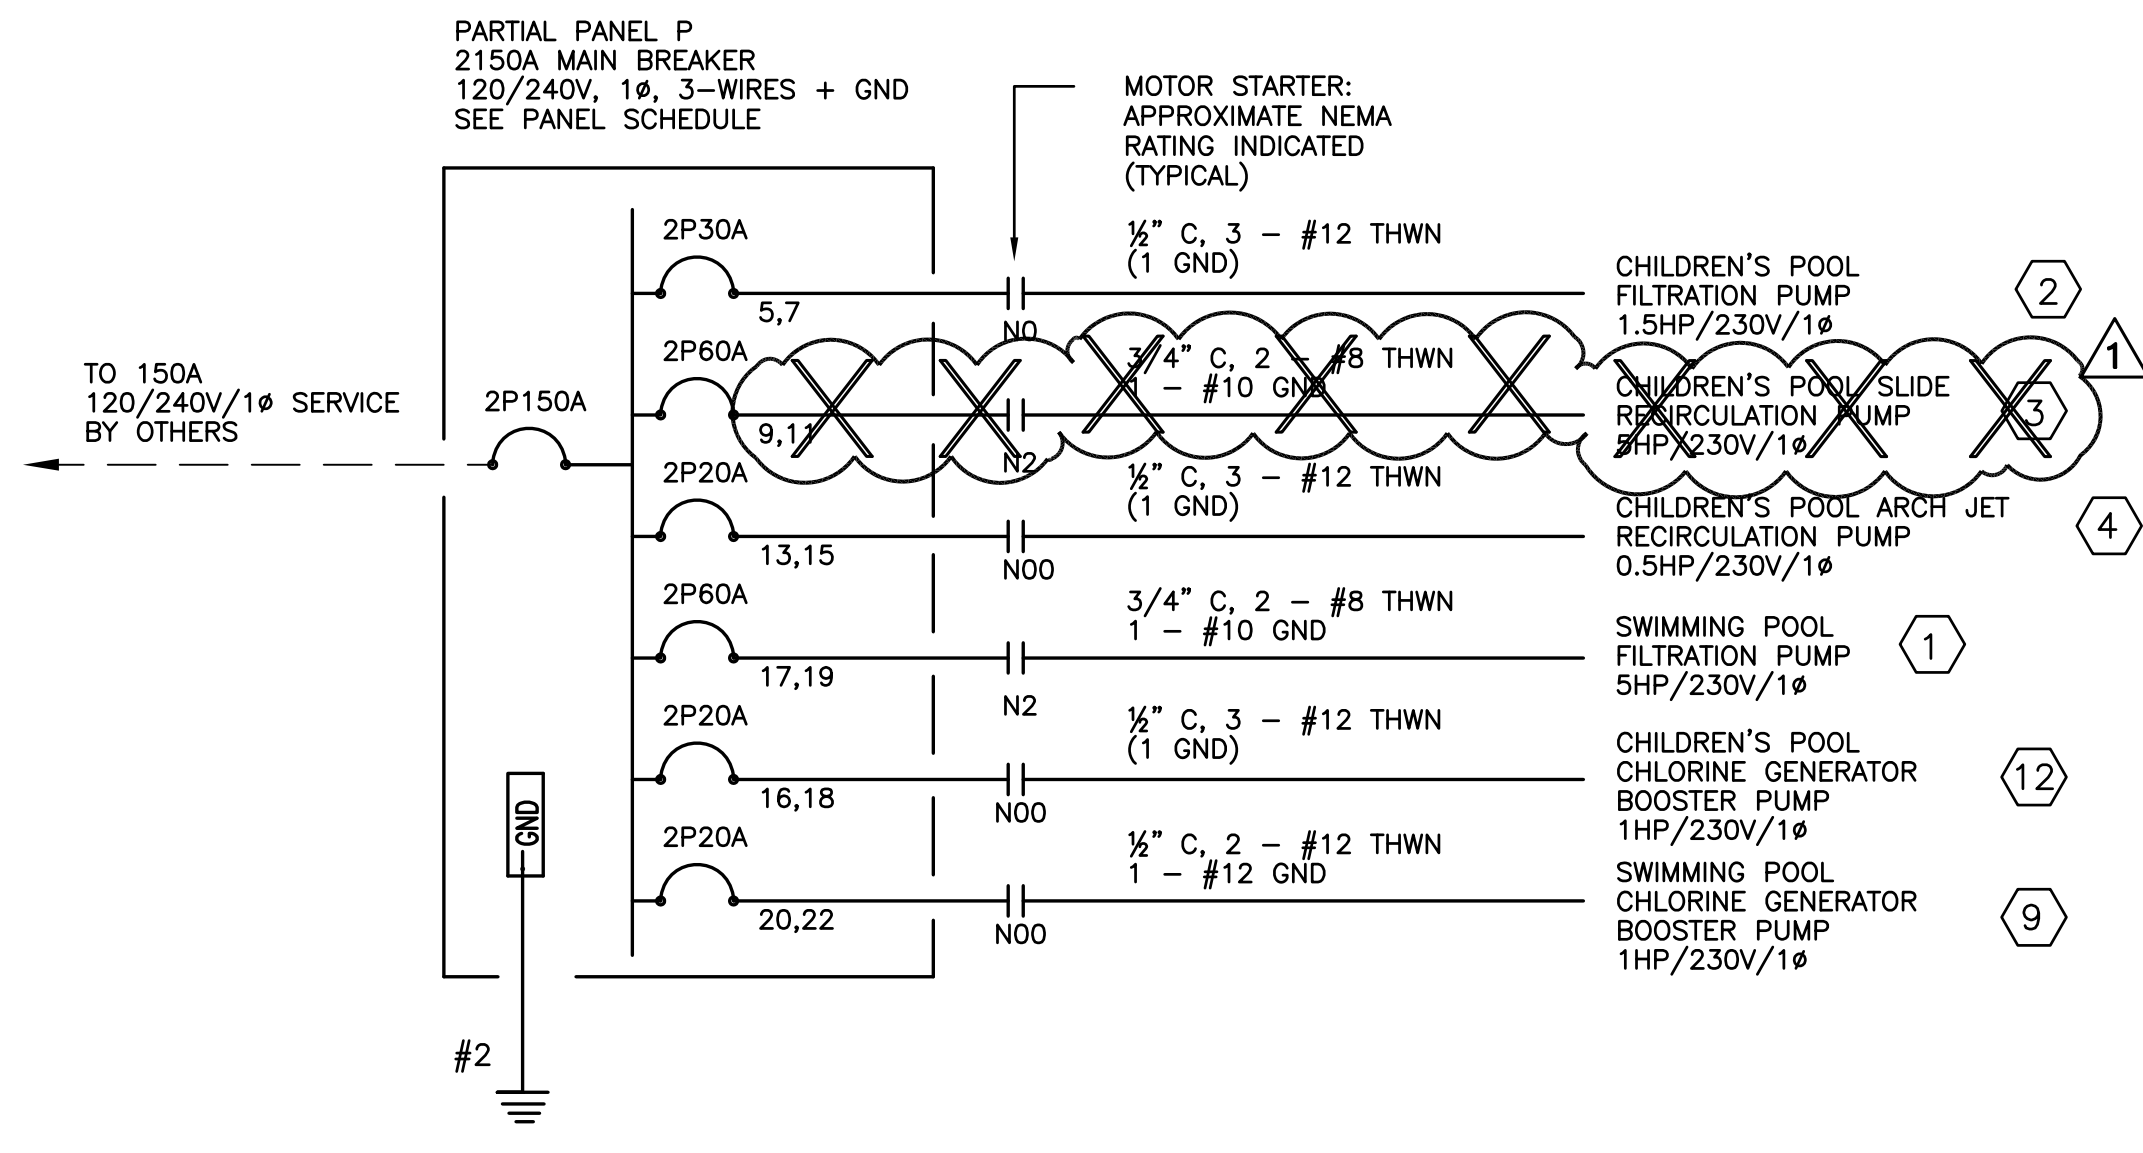 PARTIAL PANEL P
2150A MAIN BREAKER
120/240V, 1ø, 3-WIRES + GND
SEE PANEL SCHEDULE
MOTOR STARTER:
APPROXIMATE NEMA
RATING INDICATED
(TYPICAL)
TO 150A
120/240V/1ø SERVICE
BY OTHERS
2P150A
2P30A
5,7
N0
½" C, 3 - #12 THWN
(1 GND)
CHILDREN'S POOL
FILTRATION PUMP
1.5HP/230V/1ø
2
2P60A
9,11
N2
3/4" C, 2 - #8 THWN
1 - #10 GND
CHILDREN'S POOL SLIDE
RECIRCULATION PUMP
5HP/230V/1ø
3
1
2P20A
13,15
N00
½" C, 3 - #12 THWN
(1 GND)
CHILDREN'S POOL ARCH JET
RECIRCULATION PUMP
0.5HP/230V/1ø
4
2P60A
17,19
N2
3/4" C, 2 - #8 THWN
1 - #10 GND
SWIMMING POOL
FILTRATION PUMP
5HP/230V/1ø
1
2P20A
16,18
N00
½" C, 3 - #12 THWN
(1 GND)
CHILDREN'S POOL
CHLORINE GENERATOR
BOOSTER PUMP
1HP/230V/1ø
12
2P20A
20,22
N00
½" C, 2 - #12 THWN
1 - #12 GND
SWIMMING POOL
CHLORINE GENERATOR
BOOSTER PUMP
1HP/230V/1ø
9
GND
#2